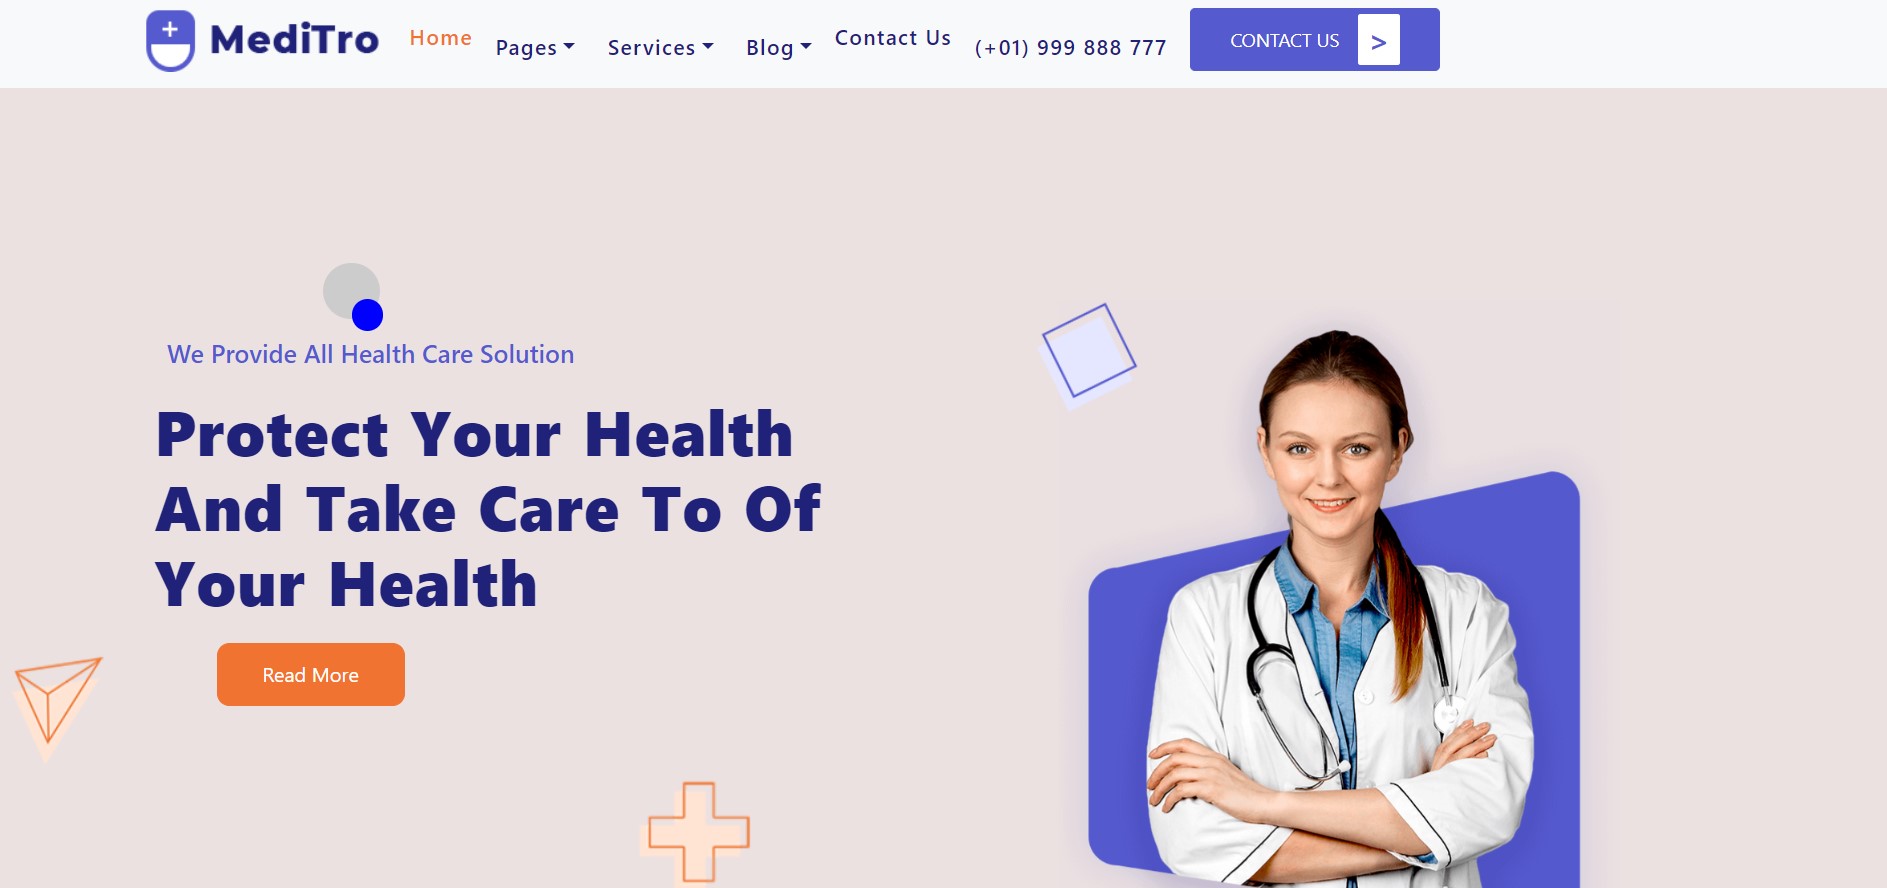 MediTro
Home
Pages
Services
Blog
Contact Us
(+01) 999 888 777
CONTACT US
>
We Provide All Health Care Solution
Protect Your Health
And Take Care To Of
Your Health
Read More